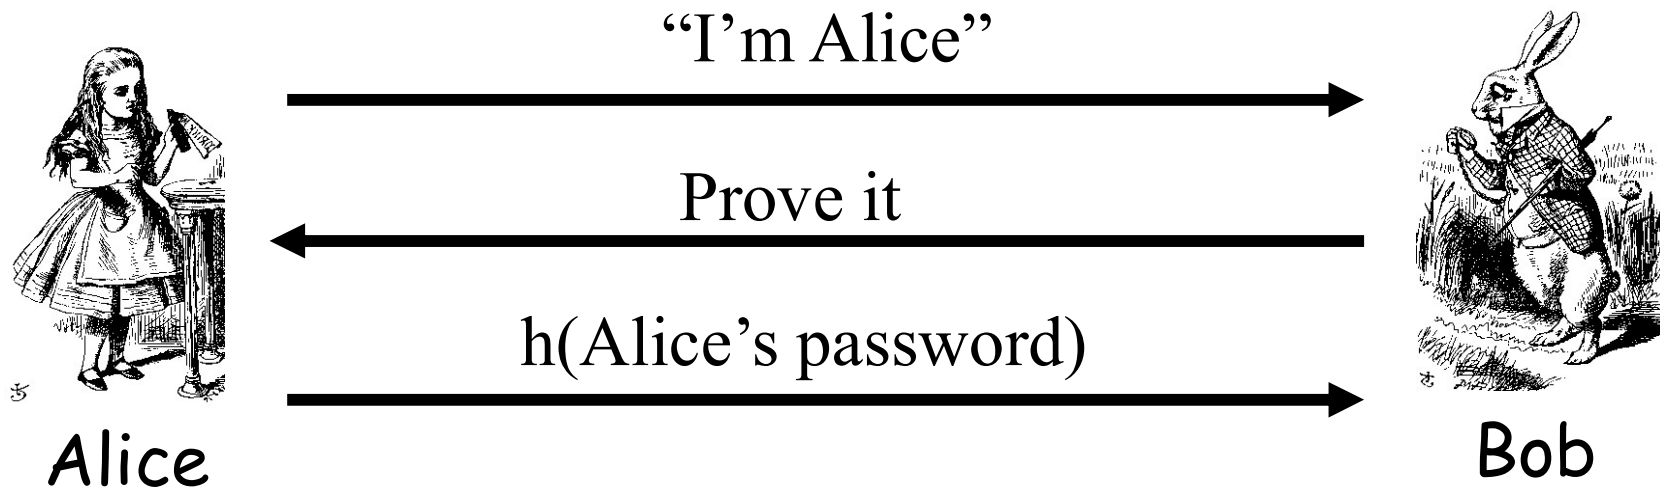 “I’m Alice”
Prove it
h(Alice’s password)
Alice
Bob